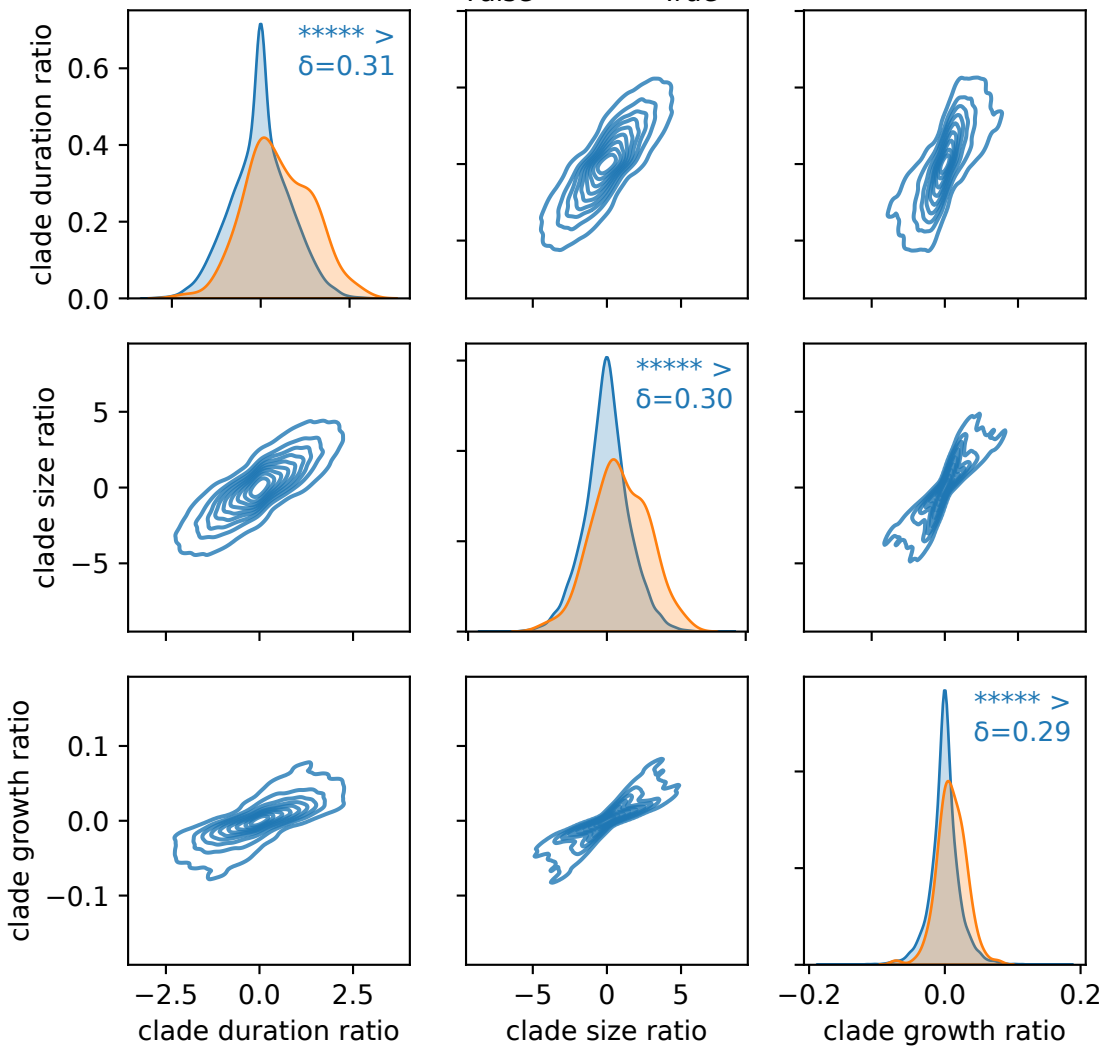 ***** >
δ=0.31
clade duration ratio
0.6
0.4
0.2
0.0
***** >
δ=0.30
clade size ratio
5
0
−5
***** >
δ=0.29
clade growth ratio
0.1
0.0
−0.1
−2.5 0.0 2.5 −5 0 5 −0.2 0.0 0.2
clade duration ratio clade size ratio clade growth ratio